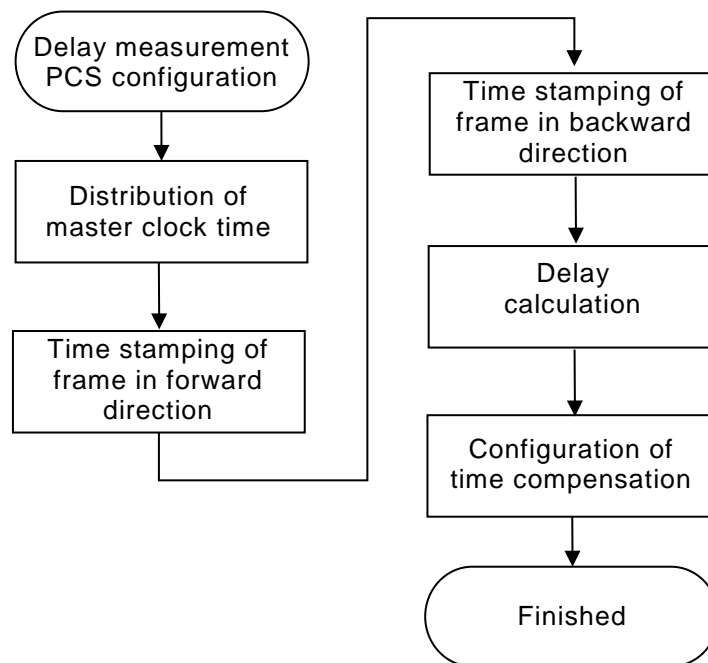 Delay measurement
PCS configuration
Distribution of
master clock time
Time stamping of
frame in forward
direction
Time stamping of
frame in backward
direction
Delay
calculation
Configuration of
time compensation
Finished